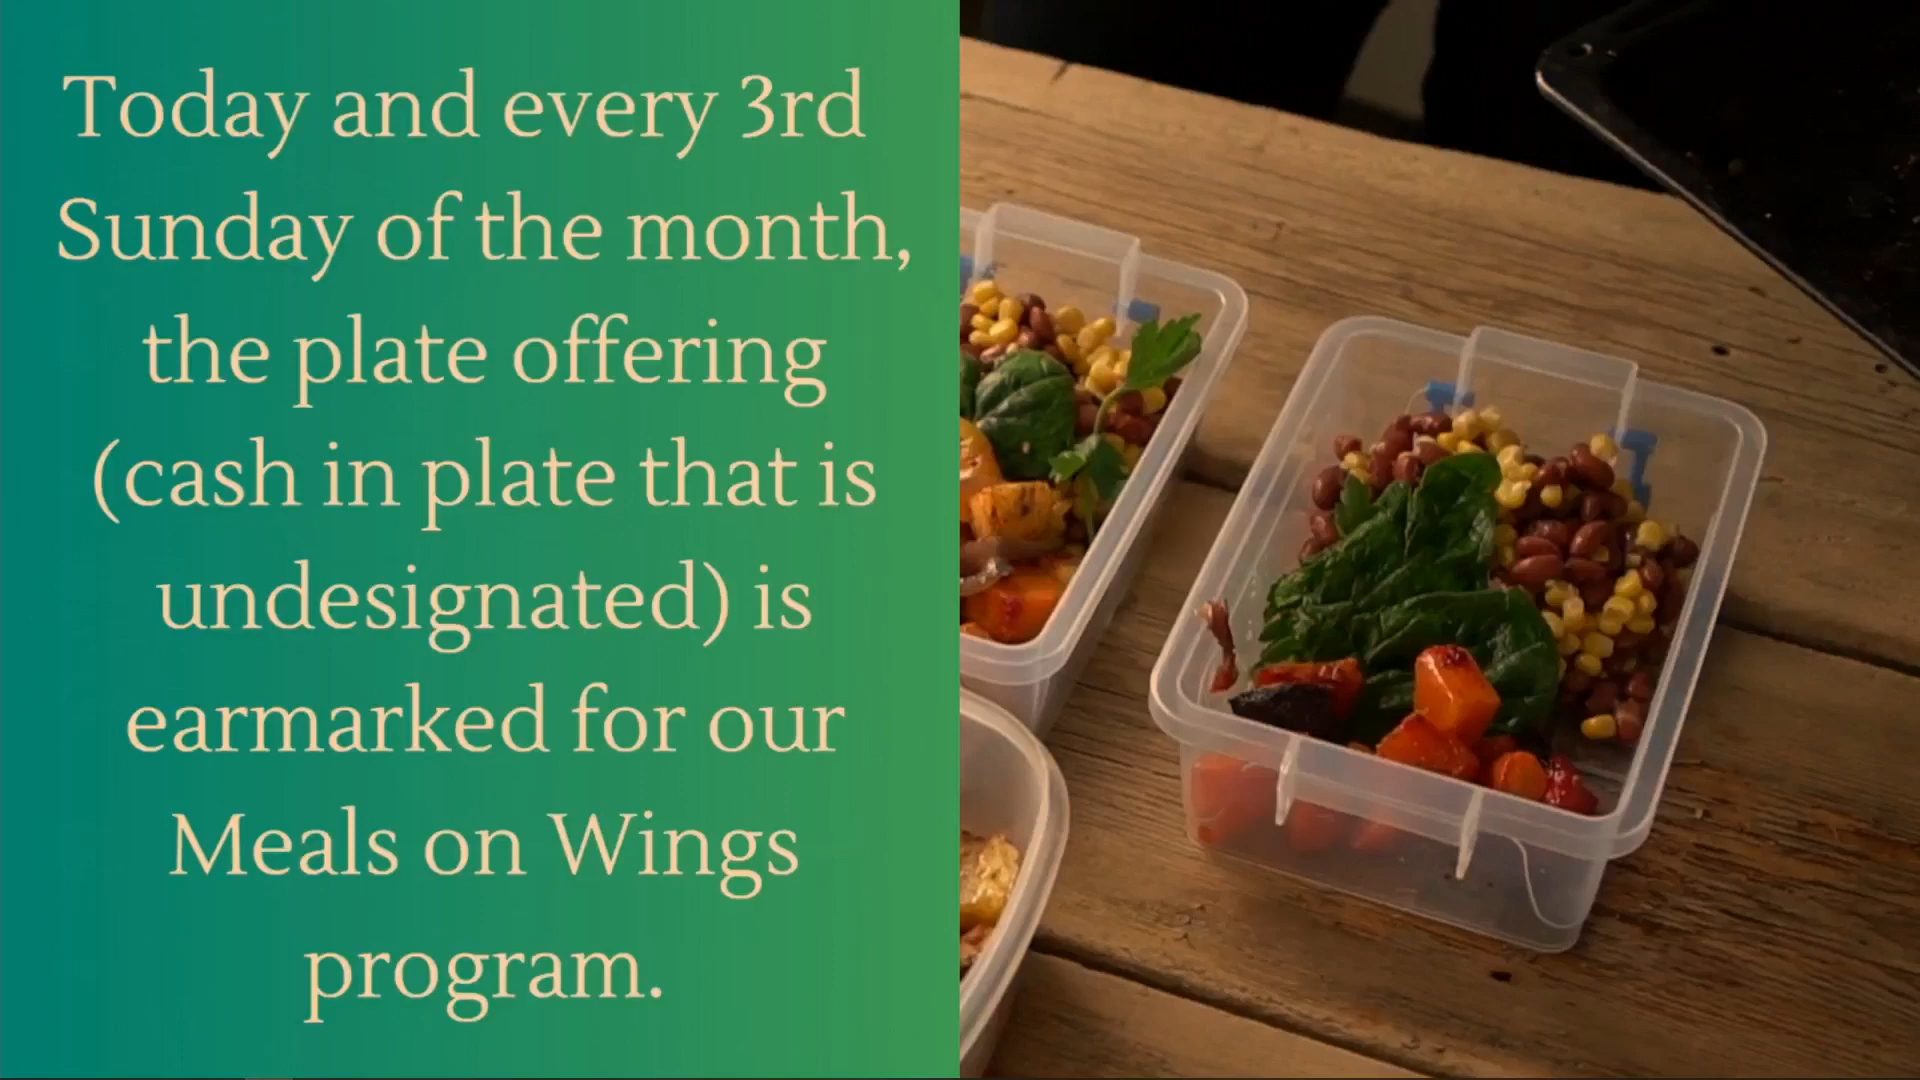 Today and every 3rd
Sunday of the month,
the plate offering
(cash in plate that is
undesignated) is
earmarked for our
Meals on Wings
program.